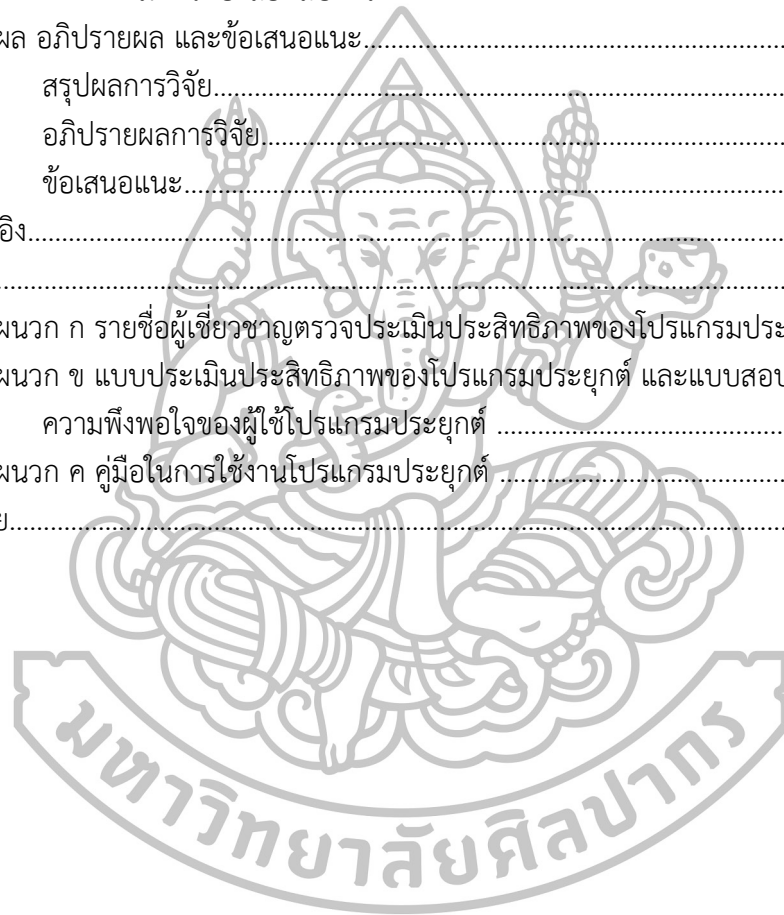 ผล อภิปรายผล และข้อเสนอแนะ
สรุปผลการวิจัย
อภิปรายผลการวิจัย
ข้อเสนอแนะ
ผนวก ก รายชื่อผู้เชี่ยวชาญตรวจประเมินประสิทธิภาพของโปรแกรมประ
ผนวก ข แบบประเมินประสิทธิภาพของโปรแกรมประยุกต์ และแบบสอบ
ความพึงพอใจของผู้ใช้โปรแกรมประยุกต์
ผนวก ค คู่มือในการใช้งานโปรแกรมประยุกต์
มหาวิทยาลัยศิลปากร